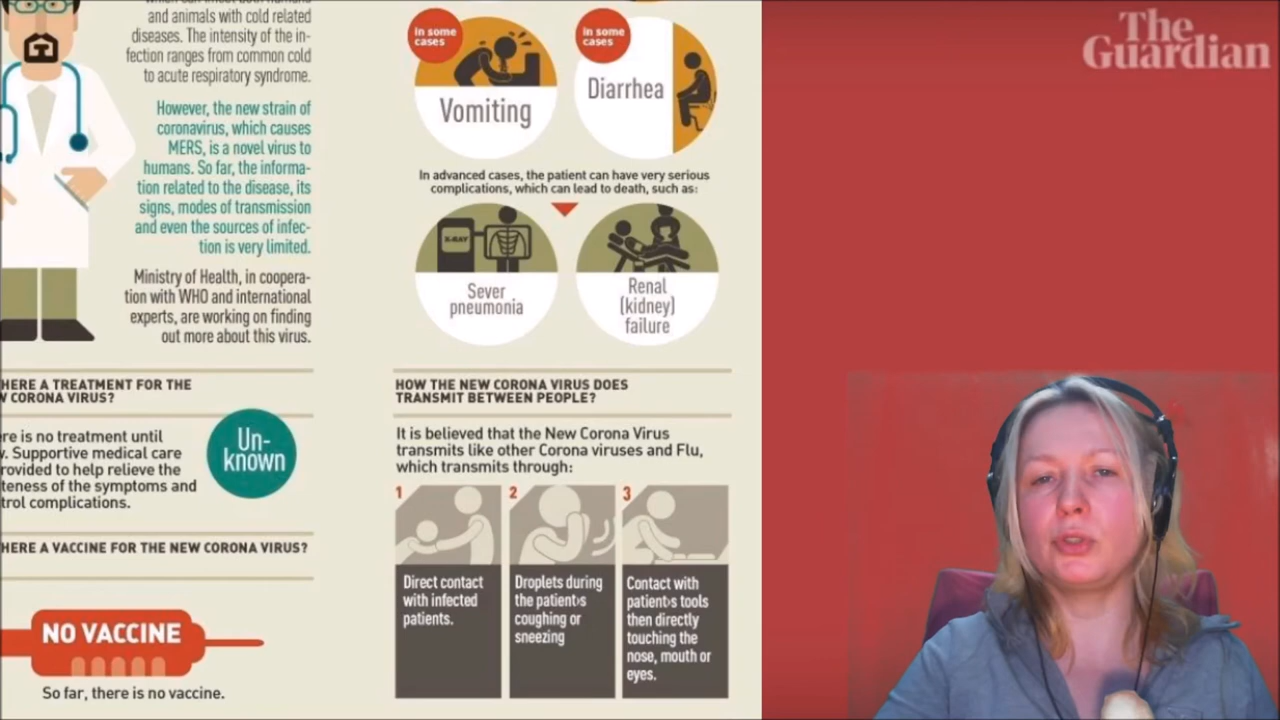 which can infect both humans
and animals with cold related
diseases. The intensity of the in-
fection ranges from common cold
to acute respiratory syndrome.
However, the new strain of
coronavirus, which causes
MERS, is a novel virus to
humans. So far, the informa-
tion related to the disease, its
signs, modes of transmission
and even the sources of infec-
tion is very limited.
Ministry of Health, in coopera-
tion with WHO and international
experts, are working on finding
out more about this virus.
HERE A TREATMENT FOR THE
W CORONA VIRUS?
ere is no treatment until
w. Supportive medical care
rovided to help relieve the
teness of the symptoms and
trol complications.
Un-
known
HERE A VACCINE FOR THE NEW CORONA VIRUS?
NO VACCINE
So far, there is no vaccine.
In some
cases
Vomiting
In some
cases
Diarrhea
In advanced cases, the patient can have very serious
complications, which can lead to death, such as:
X-RAY
Sever
pneumonia
Renal
(kidney)
failure
HOW THE NEW CORONA VIRUS DOES
TRANSMIT BETWEEN PEOPLE?
It is believed that the New Corona Virus
transmits like other Corona viruses and Flu,
which transmits through:
1
Direct contact
with infected
patients.
2
Droplets during
the patient›s
coughing or
sneezing
3
Contact with
patient›s tools
then directly
touching the
nose, mouth or
eyes.
The
Guardian